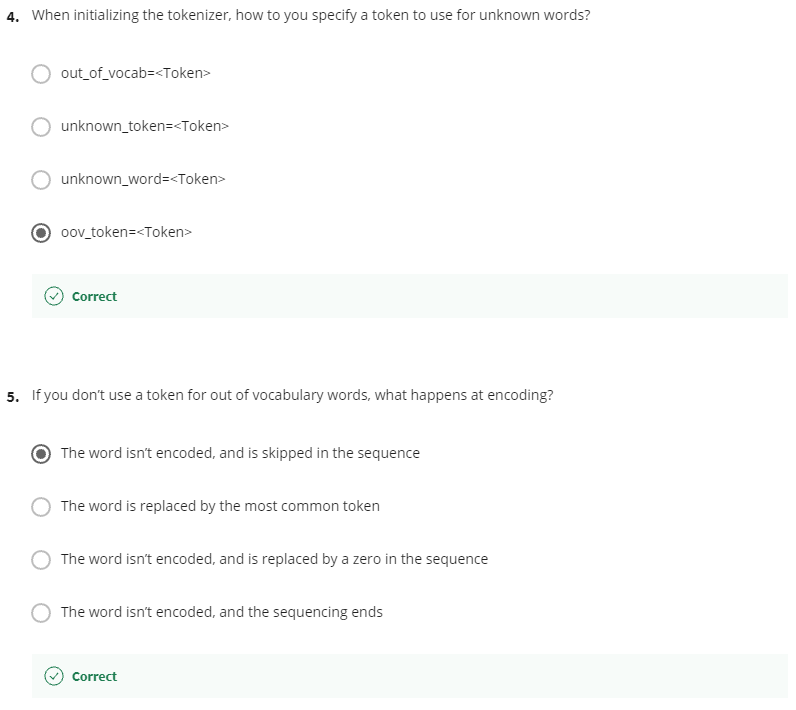 4. When initializing the tokenizer, how to you specify a token to use for unknown words?
out_of_vocab=<Token>
unknown_token=<Token>
unknown_word=<Token>
oov_token=<Token>
Correct
5. If you don't use a token for out of vocabulary words, what happens at encoding?
The word isn't encoded, and is skipped in the sequence
The word is replaced by the most common token
The word isn't encoded, and is replaced by a zero in the sequence
The word isn't encoded, and the sequencing ends
Correct